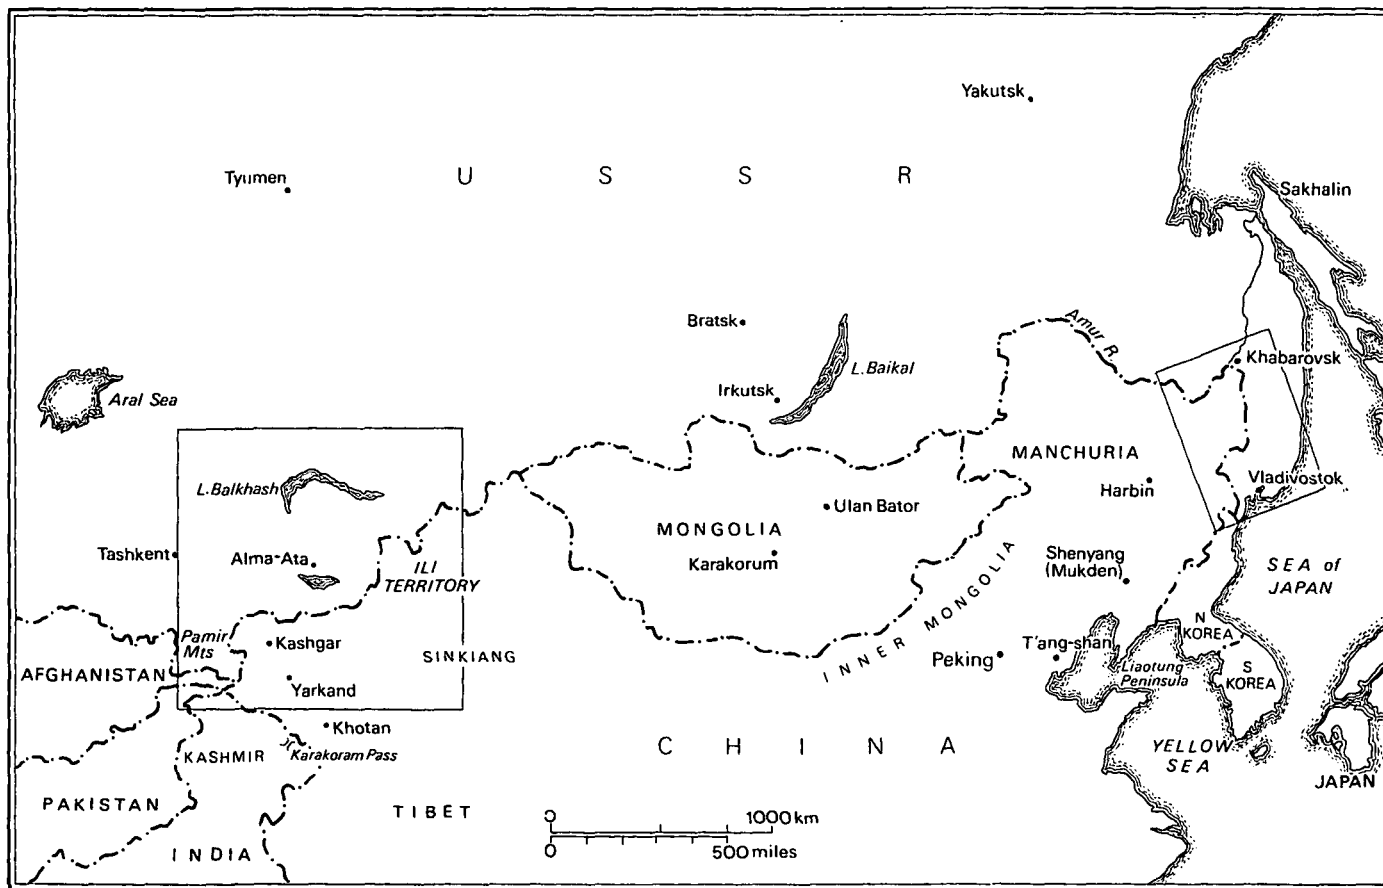 Yakutsk
Tyumen
U S S R
Sakhalin
Bratsk
Amur R.
L. Baikal
Khabarovsk
Irkutsk
Aral Sea
MANCHURIA
L. Balkhash
Harbin
Vladivostok
Ulan Bator
MONGOLIA
Tashkent
Alma-Ata
ILI
TERRITORY
Karakorum
Shenyang
(Mukden)
SEA of
JAPAN
INNER MONGOLIA
Pamir
Mts
Kashgar
SINKIANG
N
KOREA
T'ang-shan
Peking
AFGHANISTAN
Liaotung
Peninsula
S
KOREA
Yarkand
Khotan
KASHMIR
Karakoram Pass
C H I N A
YELLOW
SEA
JAPAN
PAKISTAN
TIBET
0 1000 km
0 500 miles
INDIA